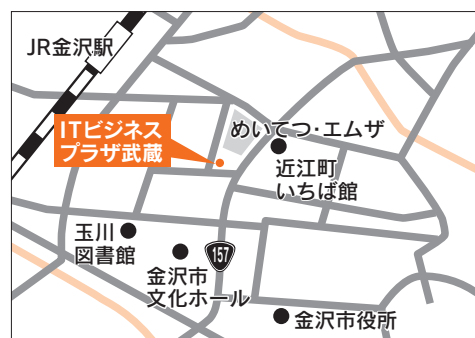 JR金沢駅
ITビジネス
プラザ武蔵
めいてつ・エムザ
近江町
いちば館
玉川
図書館
157
金沢市
文化ホール
金沢市役所